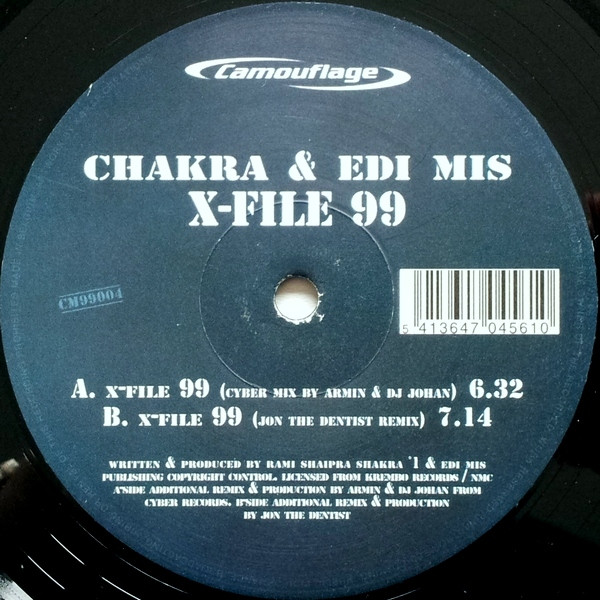 Camouflage
CHAKRA & EDI MIS
X-FILE 99
CM99004
5 413647 045610
A. X-FILE 99 (CYBER MIX BY ARMIN & DJ JOHAN) 6.32
B. X-FILE 99 (JON THE DENTIST REMIX) 7.14
WRITTEN & PRODUCED BY RAMI SHAIPRA SHAKRA '1 & EDI MIS
PUBLISHING COPYRIGHT CONTROL. LICENSED FROM KREMBO RECORDS / NMC
A'SIDE ADDITIONAL REMIX & PRODUCTION BY ARMIN & DJ JOHAN FROM
CYBER RECORDS. B'SIDE ADDITIONAL REMIX & PRODUCTION
BY JON THE DENTIST